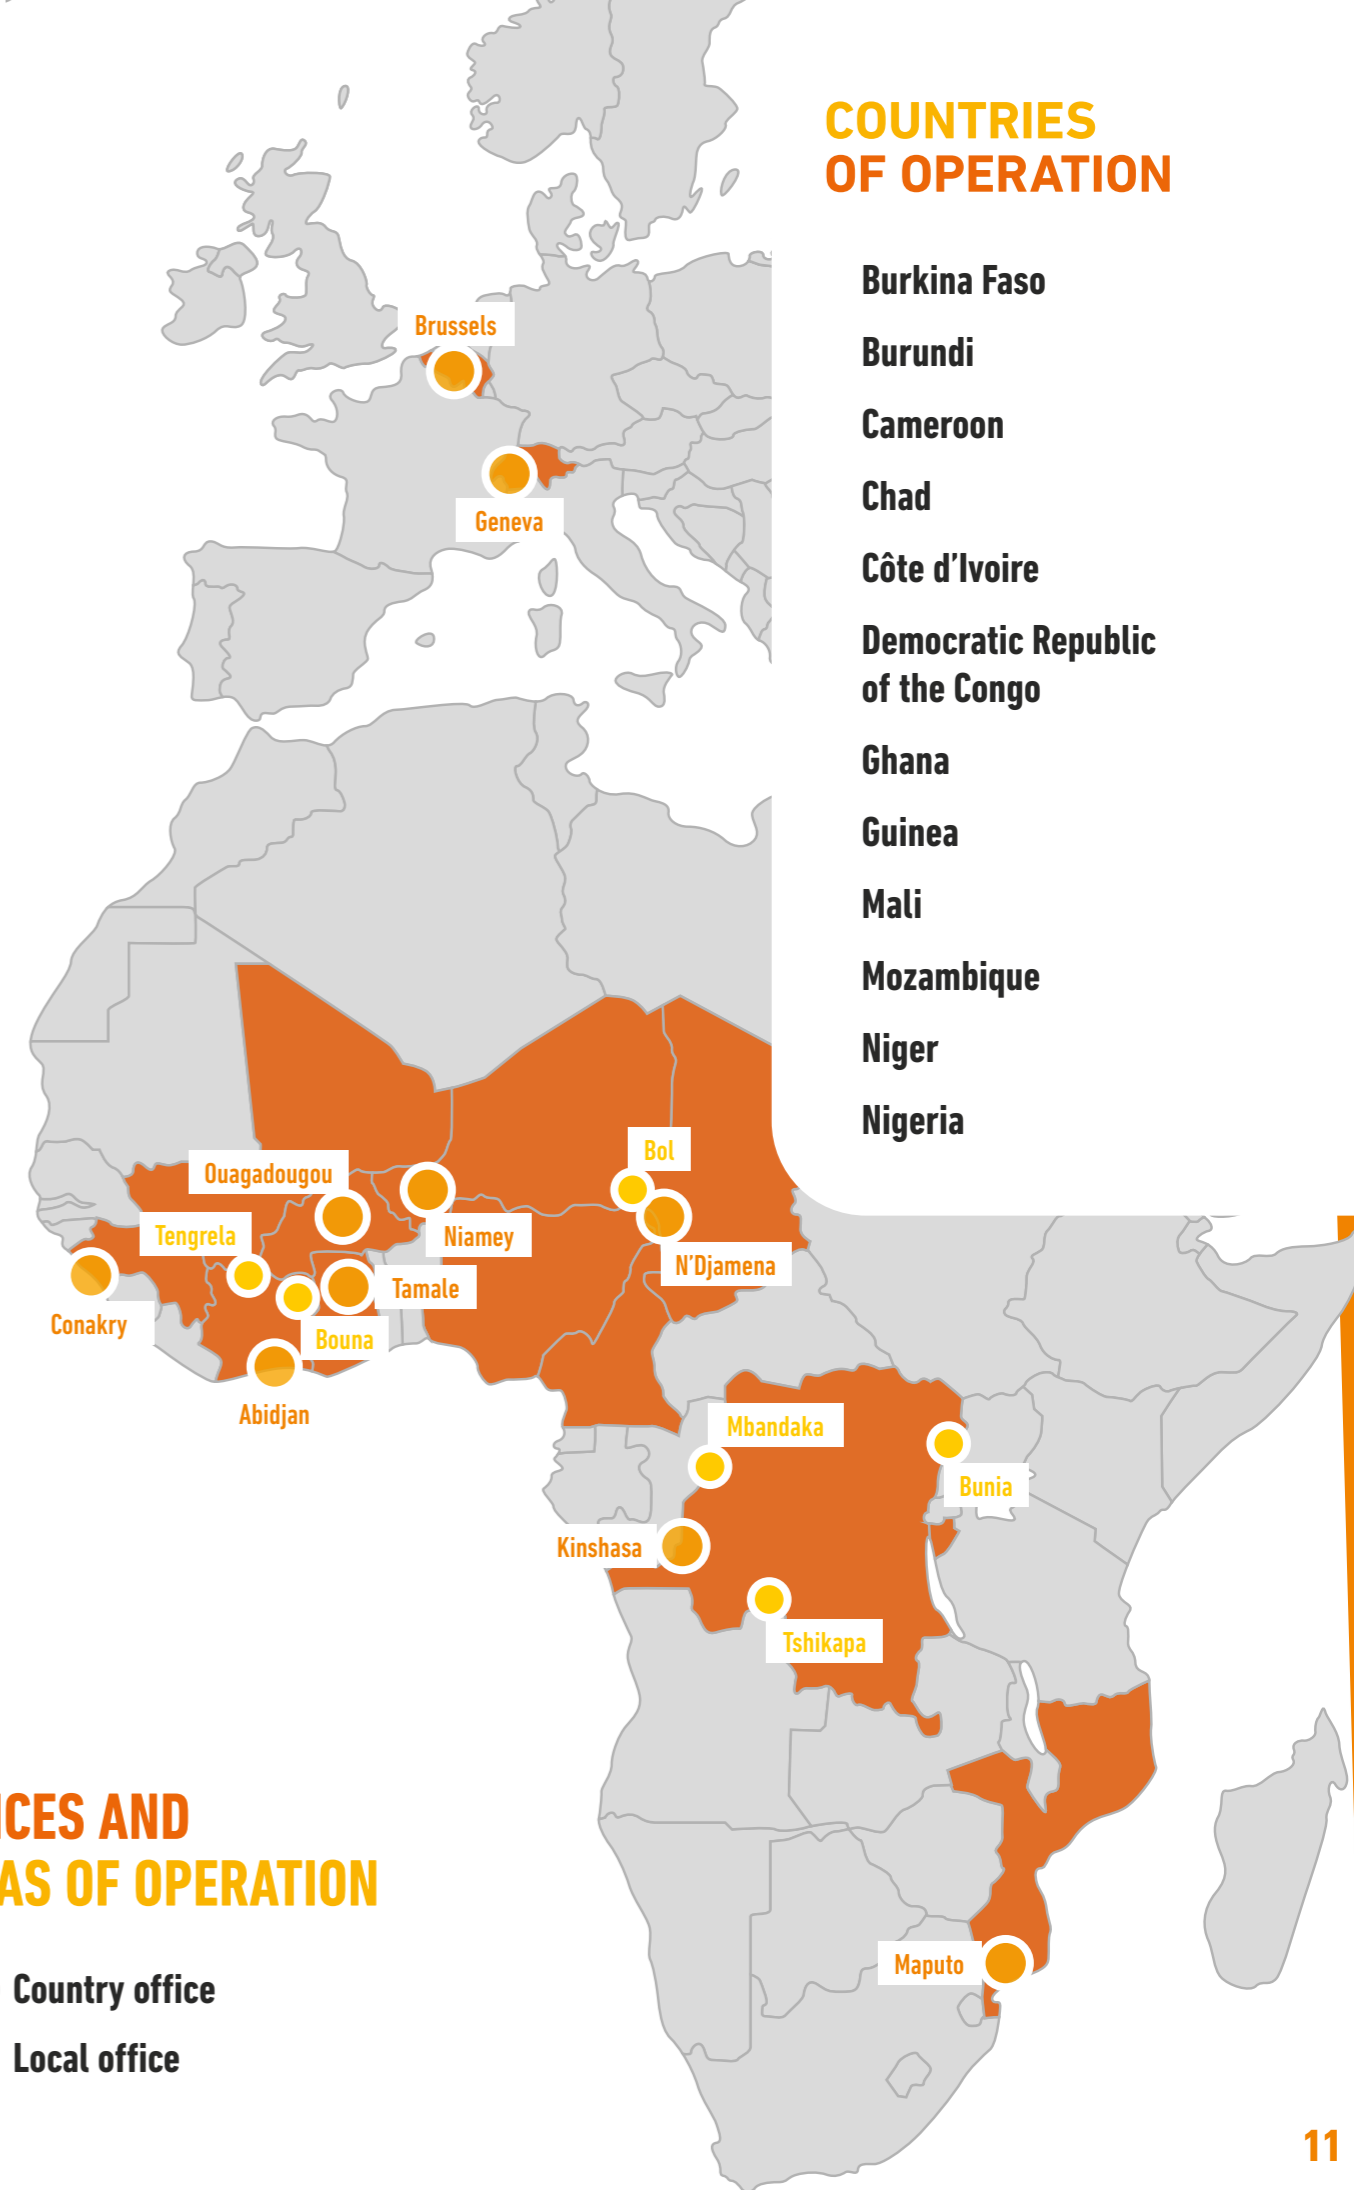 COUNTRIES
OF OPERATION
Burkina Faso
Burundi
Cameroon
Chad
Côte d’Ivoire
Democratic Republic
of the Congo
Ghana
Guinea
Mali
Mozambique
Niger
Nigeria
Brussels
Geneva
Bol
Ouagadougou
Tengrela
Niamey
N’Djamena
Tamale
Conakry
Bouna
Abidjan
Mbandaka
Bunia
Kinshasa
Tshikapa
Maputo
ICES AND
AS OF OPERATION
Country office
Local office
11